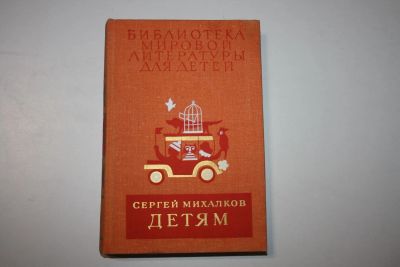 БИБЛИОТЕКА
МИРОВОЙ
ЛИТЕРАТУРЫ
ДЛЯ ДЕТЕЙ
СЕРГЕЙ МИХАЛКОВ
ДЕТЯМ